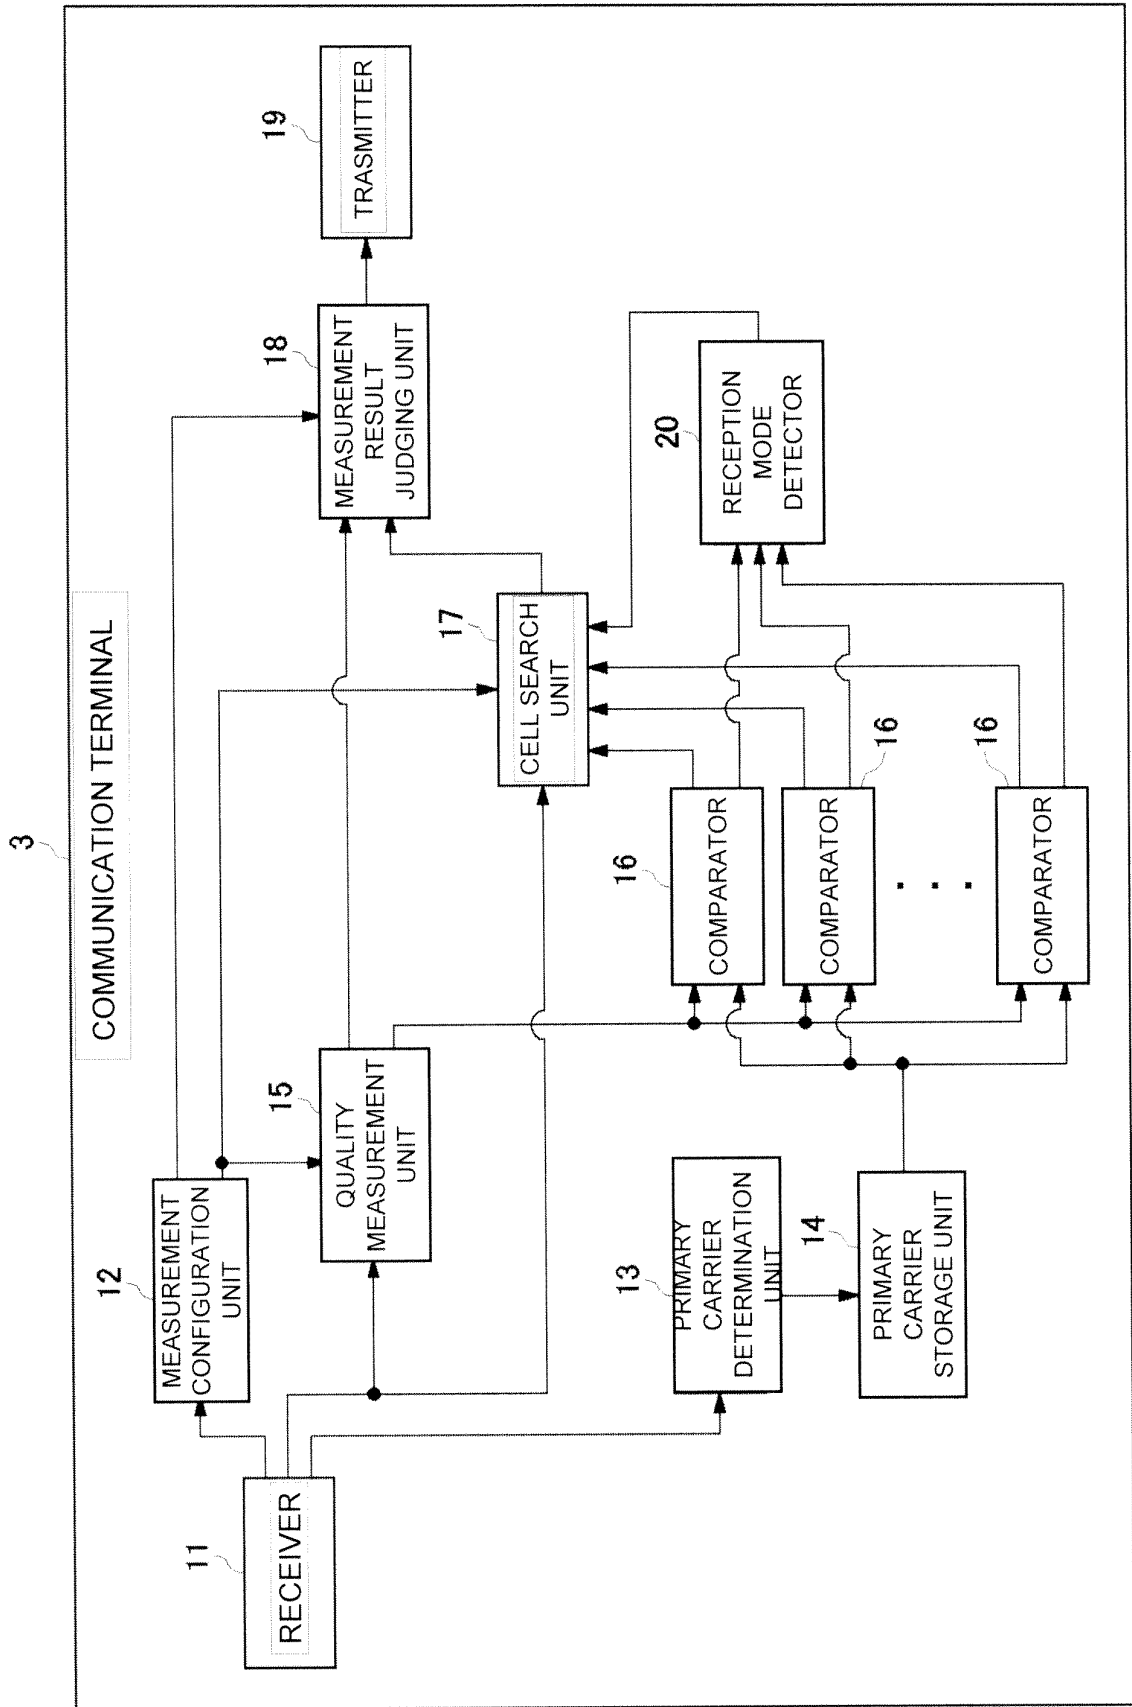 3
COMMUNICATION TERMINAL
11
RECEIVER
12
MEASUREMENT
CONFIGURATION
UNIT
15
QUALITY
MEASUREMENT
UNIT
13
PRIMARY
CARRIER
DETERMINATION
UNIT
14
PRIMARY
CARRIER
STORAGE UNIT
16
COMPARATOR
16
COMPARATOR
16
COMPARATOR
17
CELL SEARCH
UNIT
18
MEASUREMENT
RESULT
JUDGING UNIT
19
TRASMITTER
20
RECEPTION
MODE
DETECTOR